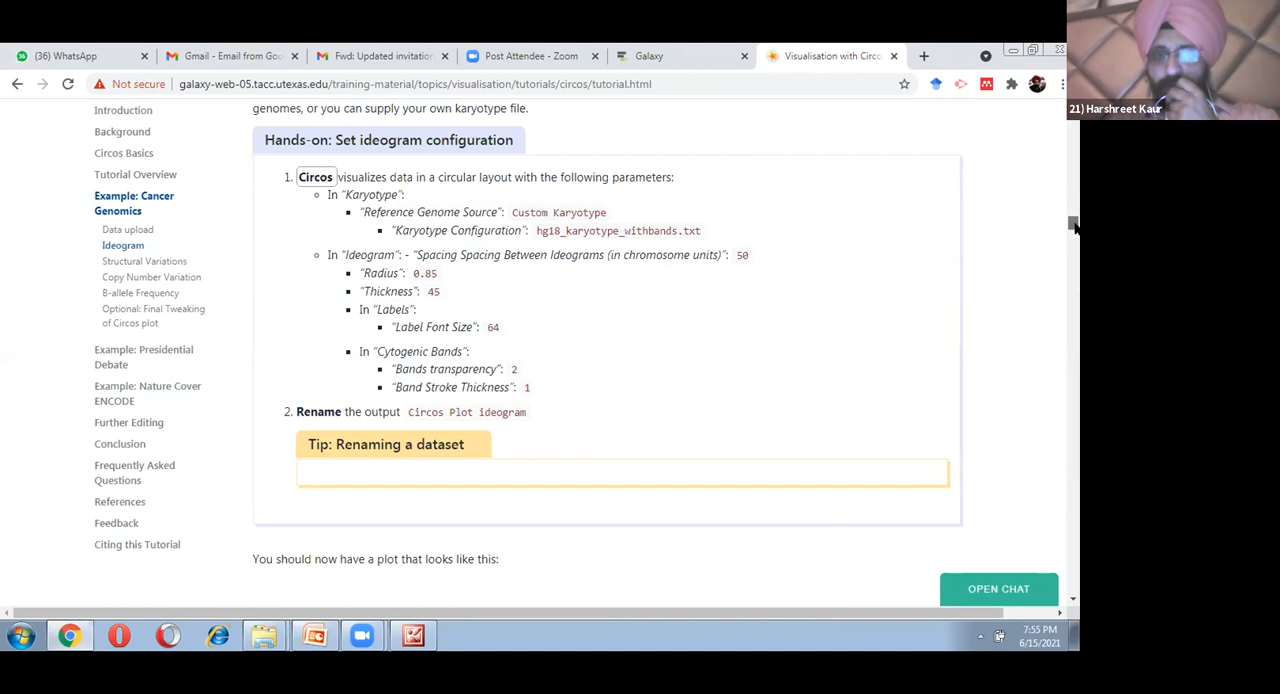 (36) WhatsApp
Gmail - Email from Goo
Fwd: Updated invitatio
Post Attendee - Zoom
Galaxy
Visualisation with Circo
Not secure
galaxy-web-05.tacc.utexas.edu/training-material/topics/visualisation/tutorials/circos/tutorial.html
21) Harshreet Kaur
Introduction
Background
Circos Basics
Tutorial Overview
Example: Cancer
Genomics
Data upload
Ideogram
Structural Variations
Copy Number Variation
B-allele Frequency
Optional: Final Tweaking
of Circos plot
Example: Presidential
Debate
Example: Nature Cover
ENCODE
Further Editing
Conclusion
Frequently Asked
Questions
References
Feedback
Citing this Tutorial
genomes, or you can supply your own karyotype file.
Hands-on: Set ideogram configuration
1. Circos visualizes data in a circular layout with the following parameters:
In “Karyotype”:
“Reference Genome Source”: Custom Karyotype
“Karyotype Configuration”: hg18_karyotype_withbands.txt
In “Ideogram”: - “Spacing Spacing Between Ideograms (in chromosome units)”: 50
“Radius”: 0.85
“Thickness”: 45
In “Labels”:
“Label Font Size”: 64
In “Cytogenic Bands”:
“Bands transparency”: 2
“Band Stroke Thickness”: 1
2. Rename the output Circos Plot ideogram
Tip: Renaming a dataset
You should now have a plot that looks like this:
OPEN CHAT
7:55 PM
6/15/2021